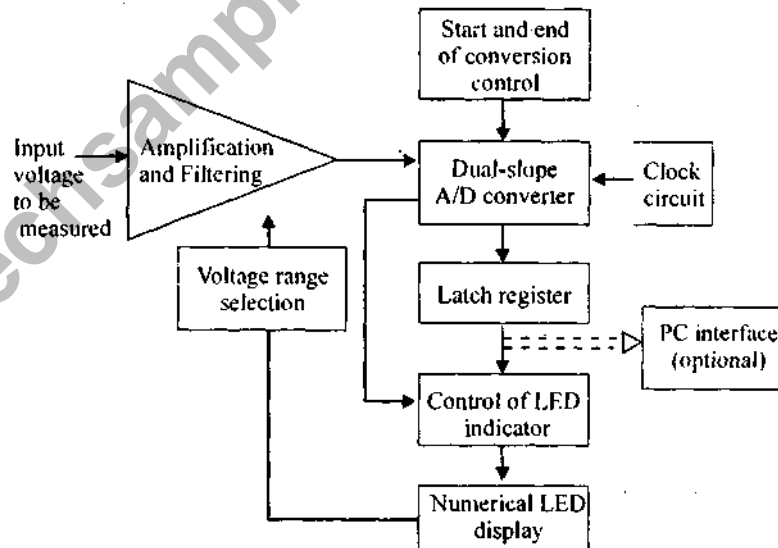 Start and end
of conversion
control
Input
voltage
to be
measured
Amplification
and Filtering
Dual-slope
A/D converter
Clock
circuit
Voltage range
selection
Latch register
PC interface
(optional)
Control of LED
indicator
Numerical LED
display